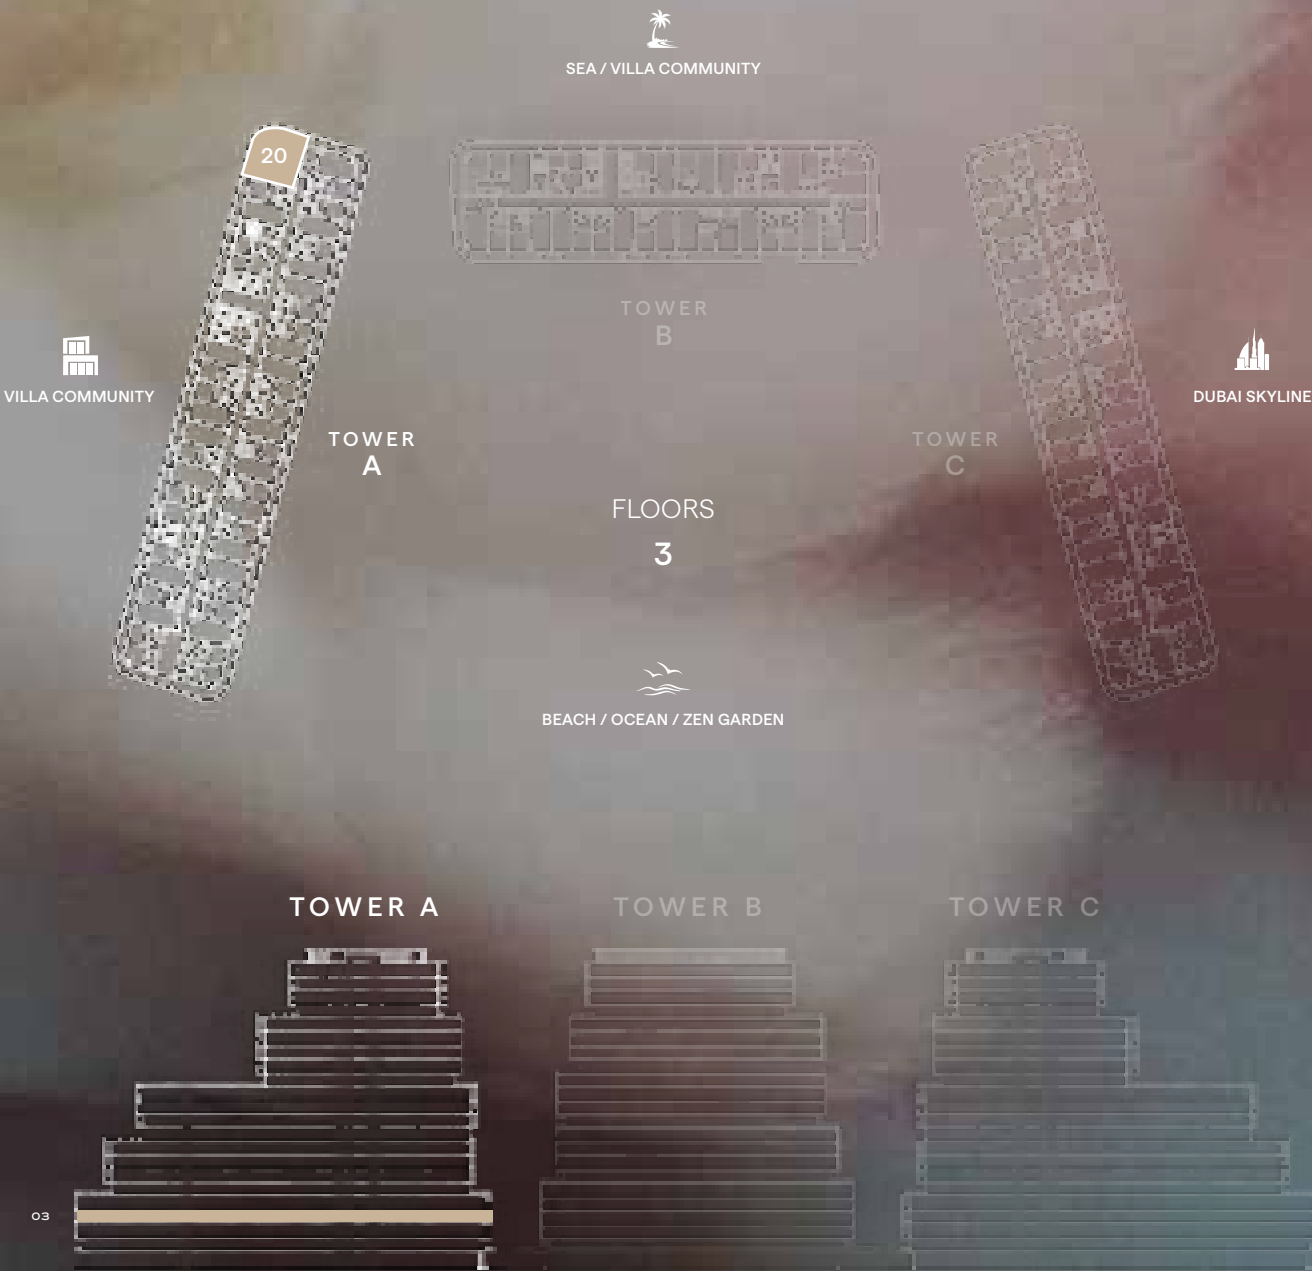 SEA / VILLA COMMUNITY
20
TOWER
B
VILLA COMMUNITY
DUBAI SKYLINE
TOWER
A
TOWER
C
FLOORS
3
BEACH / OCEAN / ZEN GARDEN
TOWER A
TOWER B
TOWER C
03